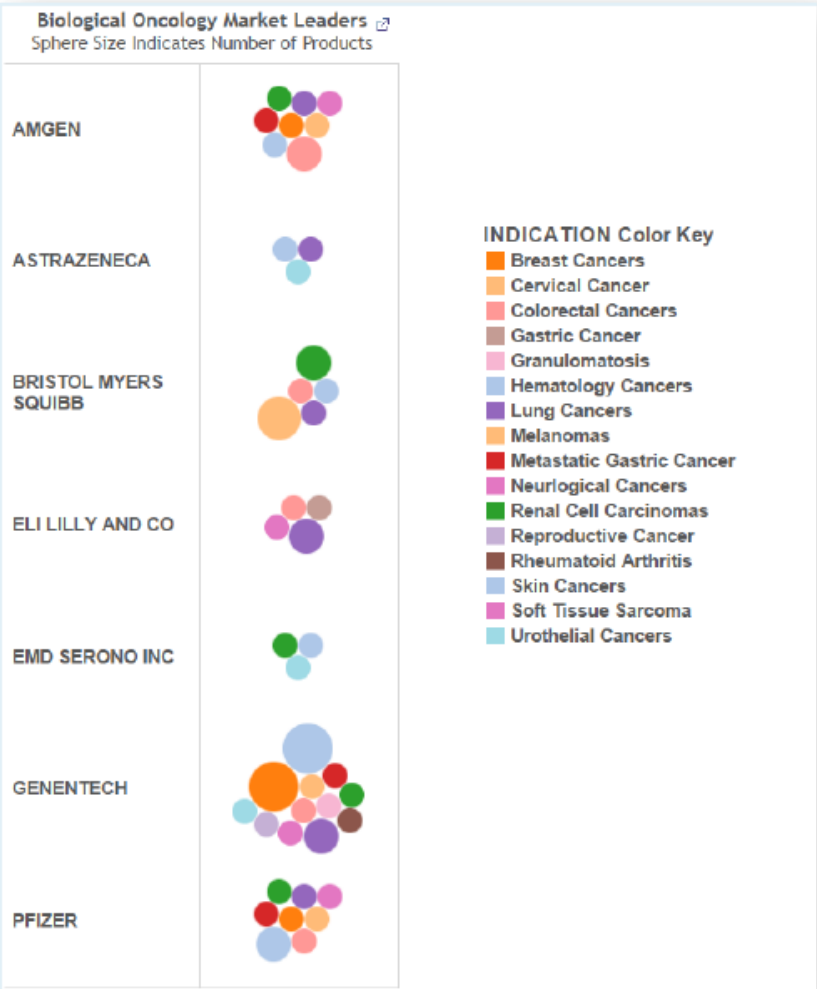 Biological Oncology Market Leaders
Sphere Size Indicates Number of Products
AMGEN
ASTRAZENECA
BRISTOL MYERS
SQUIBB
ELI LILLY AND CO
EMD SERONO INC
GENENTECH
PFIZER
INDICATION Color Key
Breast Cancers
Cervical Cancer
Colorectal Cancers
Gastric Cancer
Granulomatosis
Hematology Cancers
Lung Cancers
Melanomas
Metastatic Gastric Cancer
Neurlogical Cancers
Renal Cell Carcinomas
Reproductive Cancer
Rheumatoid Arthritis
Skin Cancers
Soft Tissue Sarcoma
Urothelial Cancers